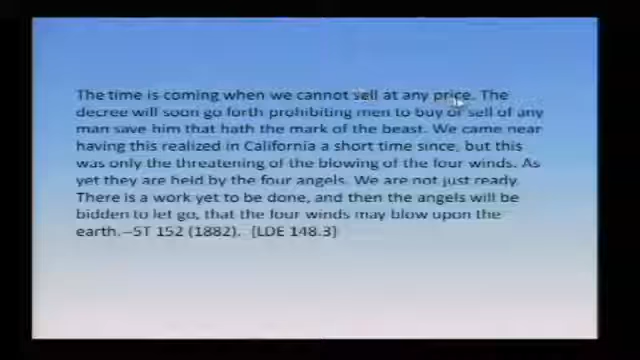 The time is coming when we cannot sell at any price. The
decree will soon go forth prohibiting men to buy or sell of any
man save him that hath the mark of the beast. We came near
having this realized in California a short time since, but this
was only the threatening of the blowing of the four winds. As
yet they are held by the four angels. We are not just ready.
There is a work yet to be done, and then the angels will be
bidden to let go, that the four winds may blow upon the
earth.—5T 152 (1882).  {LDE 148.3}